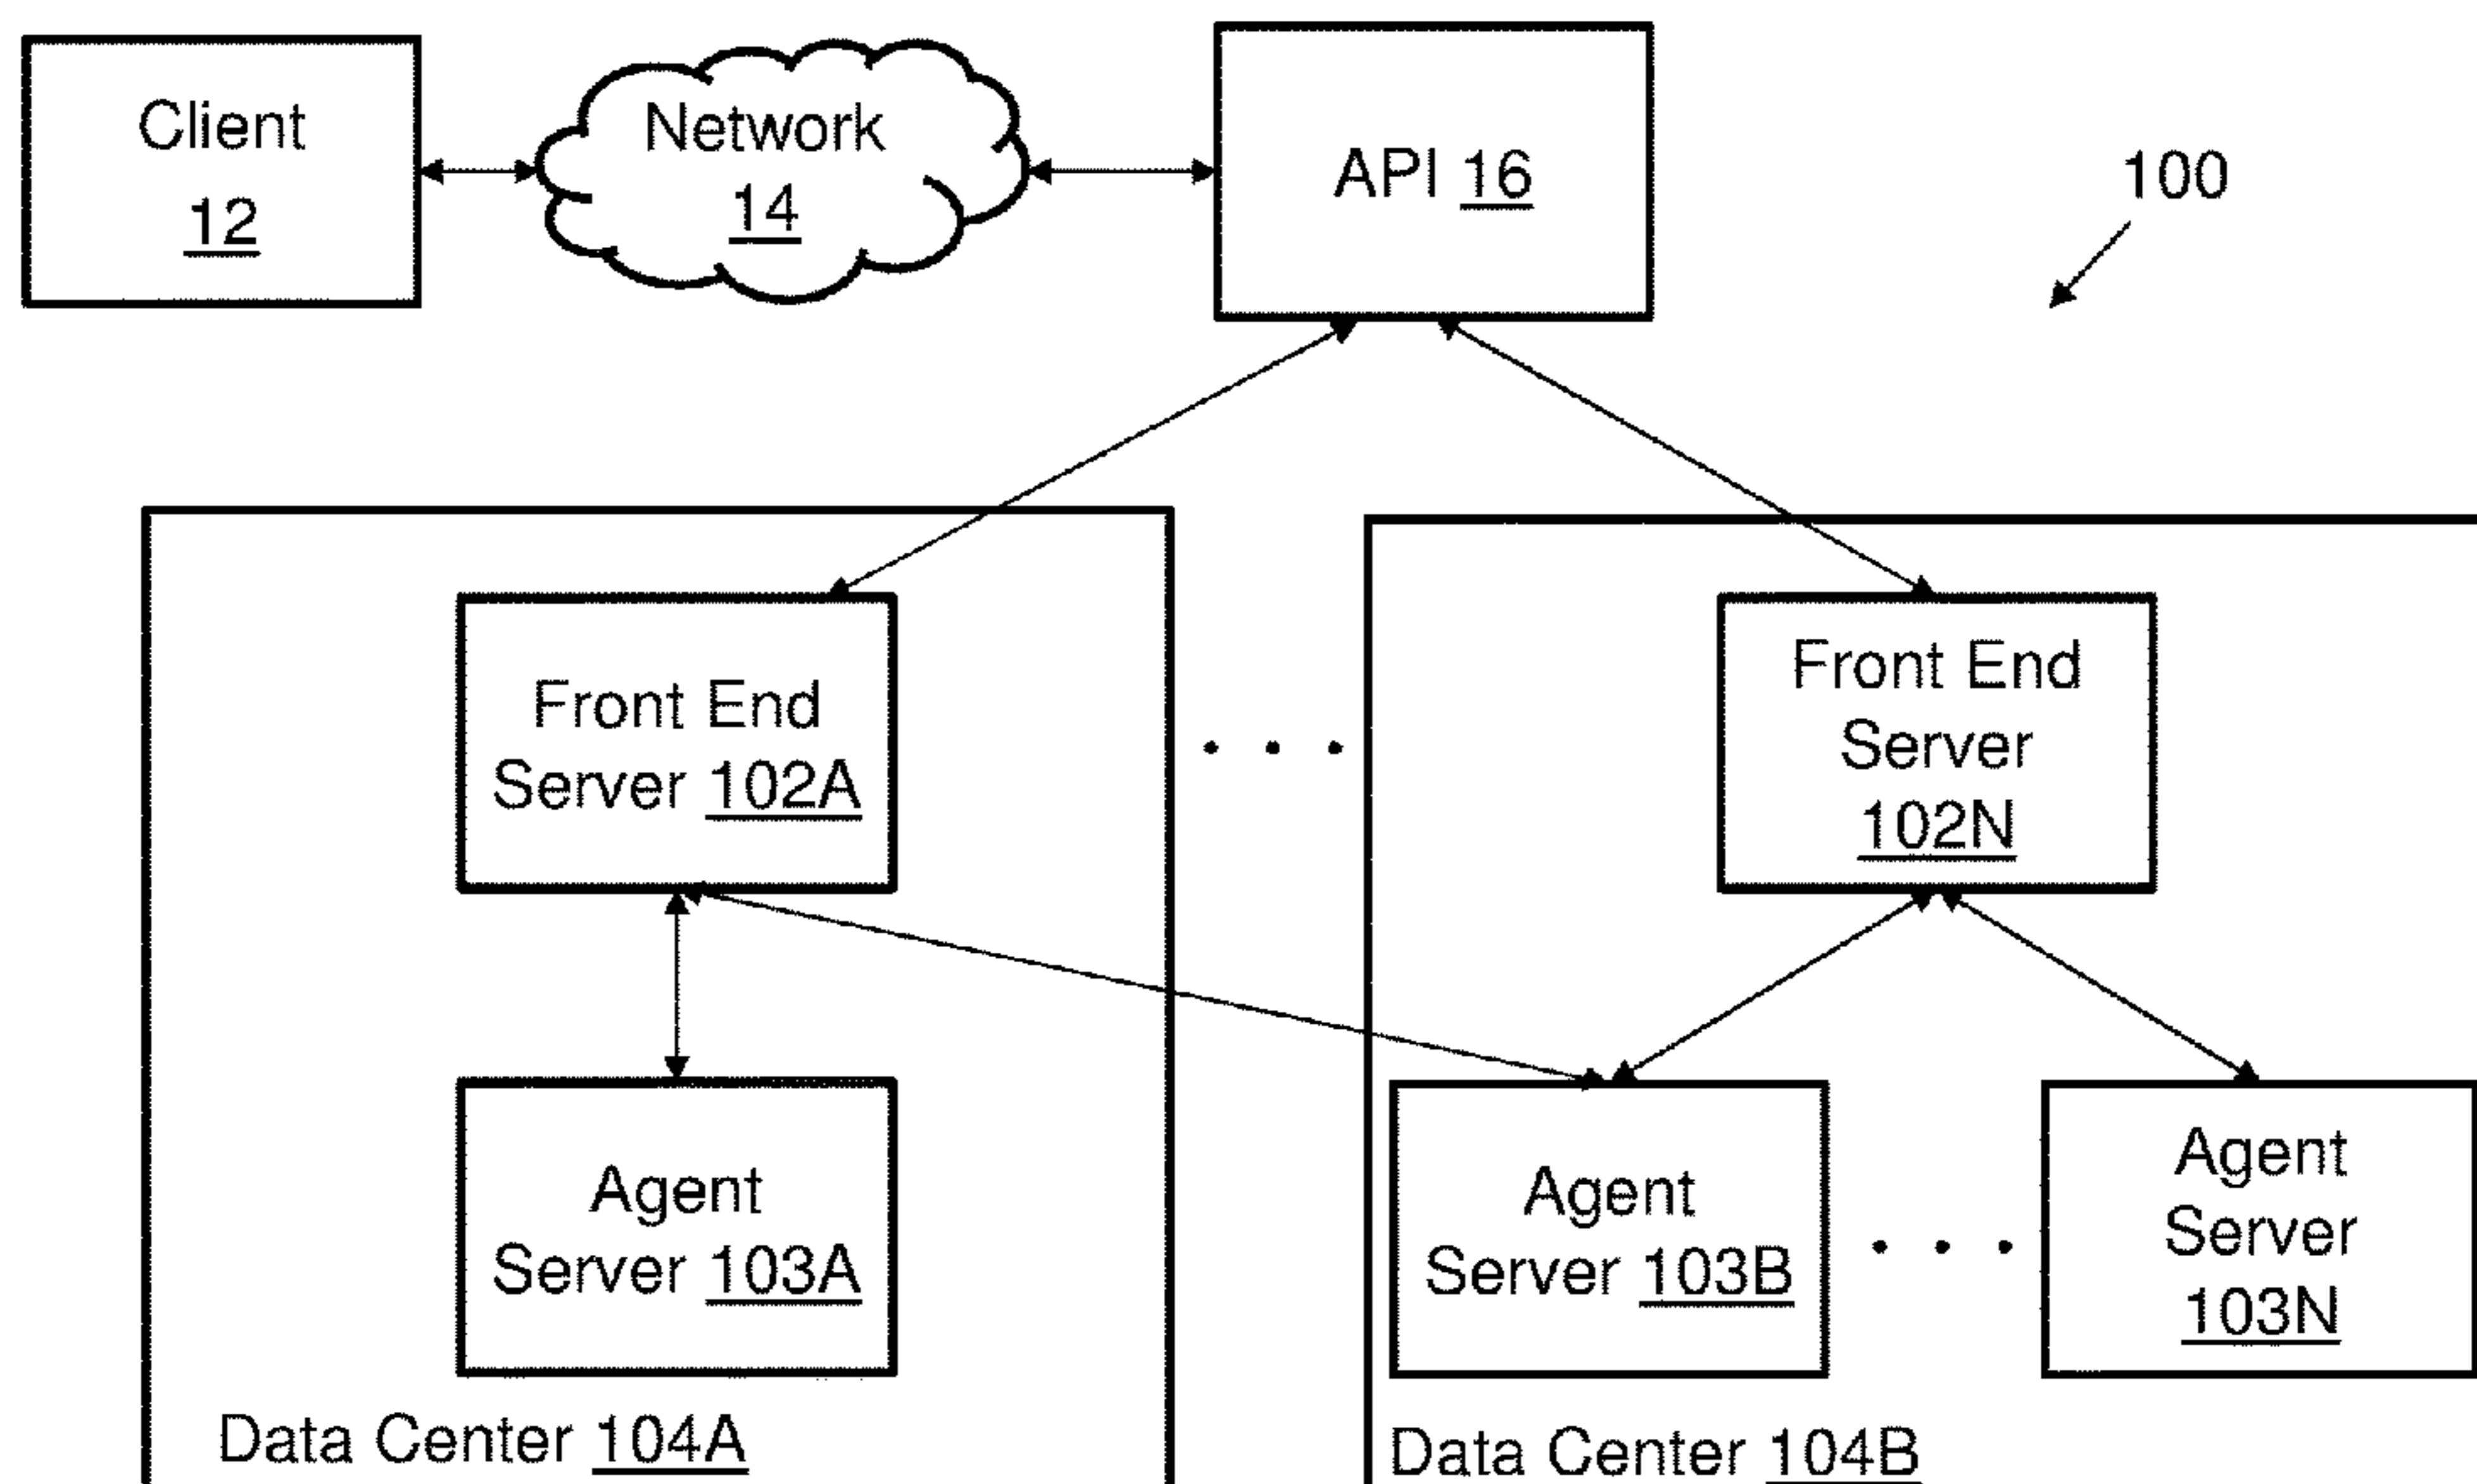 Client
12
Network
14
API 16
100
Front End
Server 102A
Front End
Server
102N
Agent
Server 103A
Agent
Server 103B
Agent
Server
103N
Data Center 104A
Data Center 104B